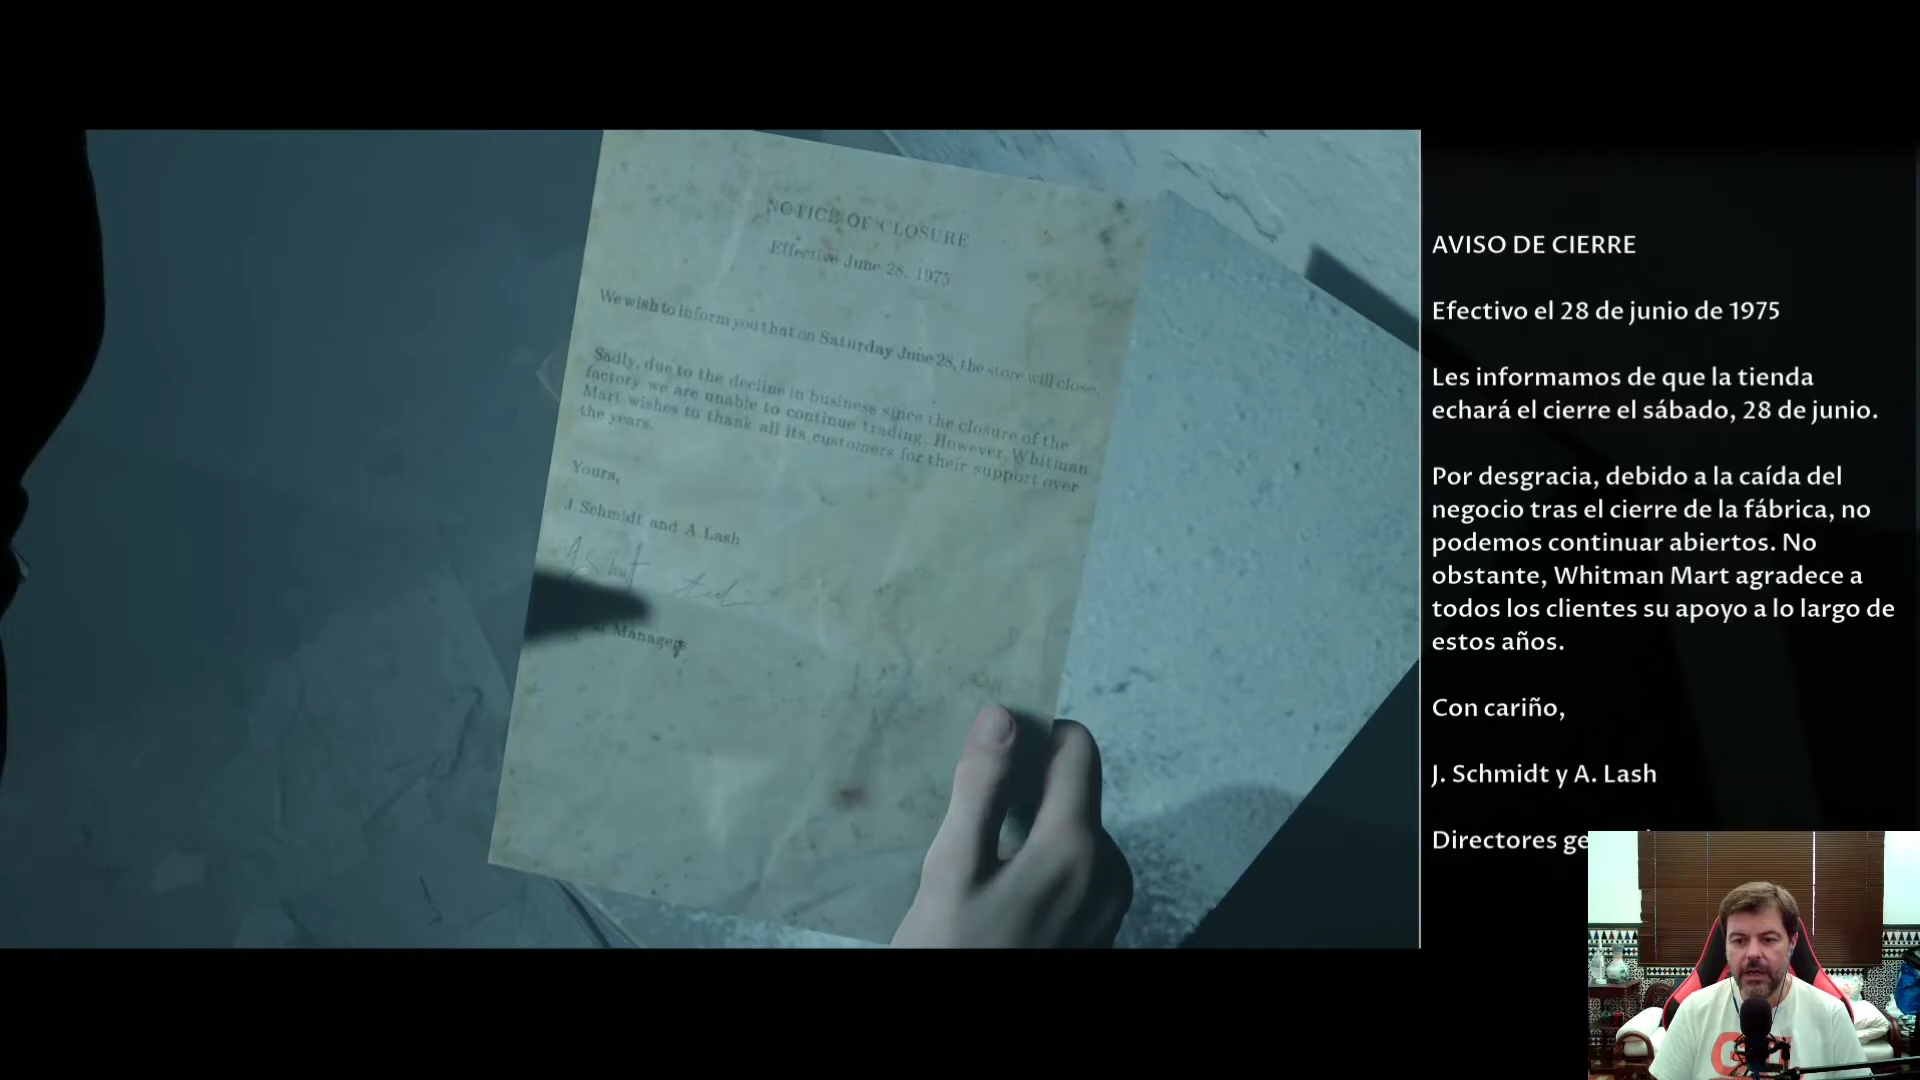 NOTICE OF CLOSURE
Effective June 28, 1975
We wish to inform you that on Saturday June 28, the store will close.
Sadly, due to the decline in business since the closure of the
factory we are unable to continue trading. However, Whitman
Mart wishes to thank all its customers for their support over
the years.
Yours,
J.Schmidt and A.Lash
Managers
AVISO DE CIERRE
Efectivo el 28 de junio de 1975
Les informamos de que la tienda
echará el cierre el sábado, 28 de junio.
Por desgracia, debido a la caída del
negocio tras el cierre de la fábrica, no
podemos continuar abiertos. No
obstante, Whitman Mart agradece a
todos los clientes su apoyo a lo largo de
estos años.
Con cariño,
J. Schmidt y A. Lash
Directores